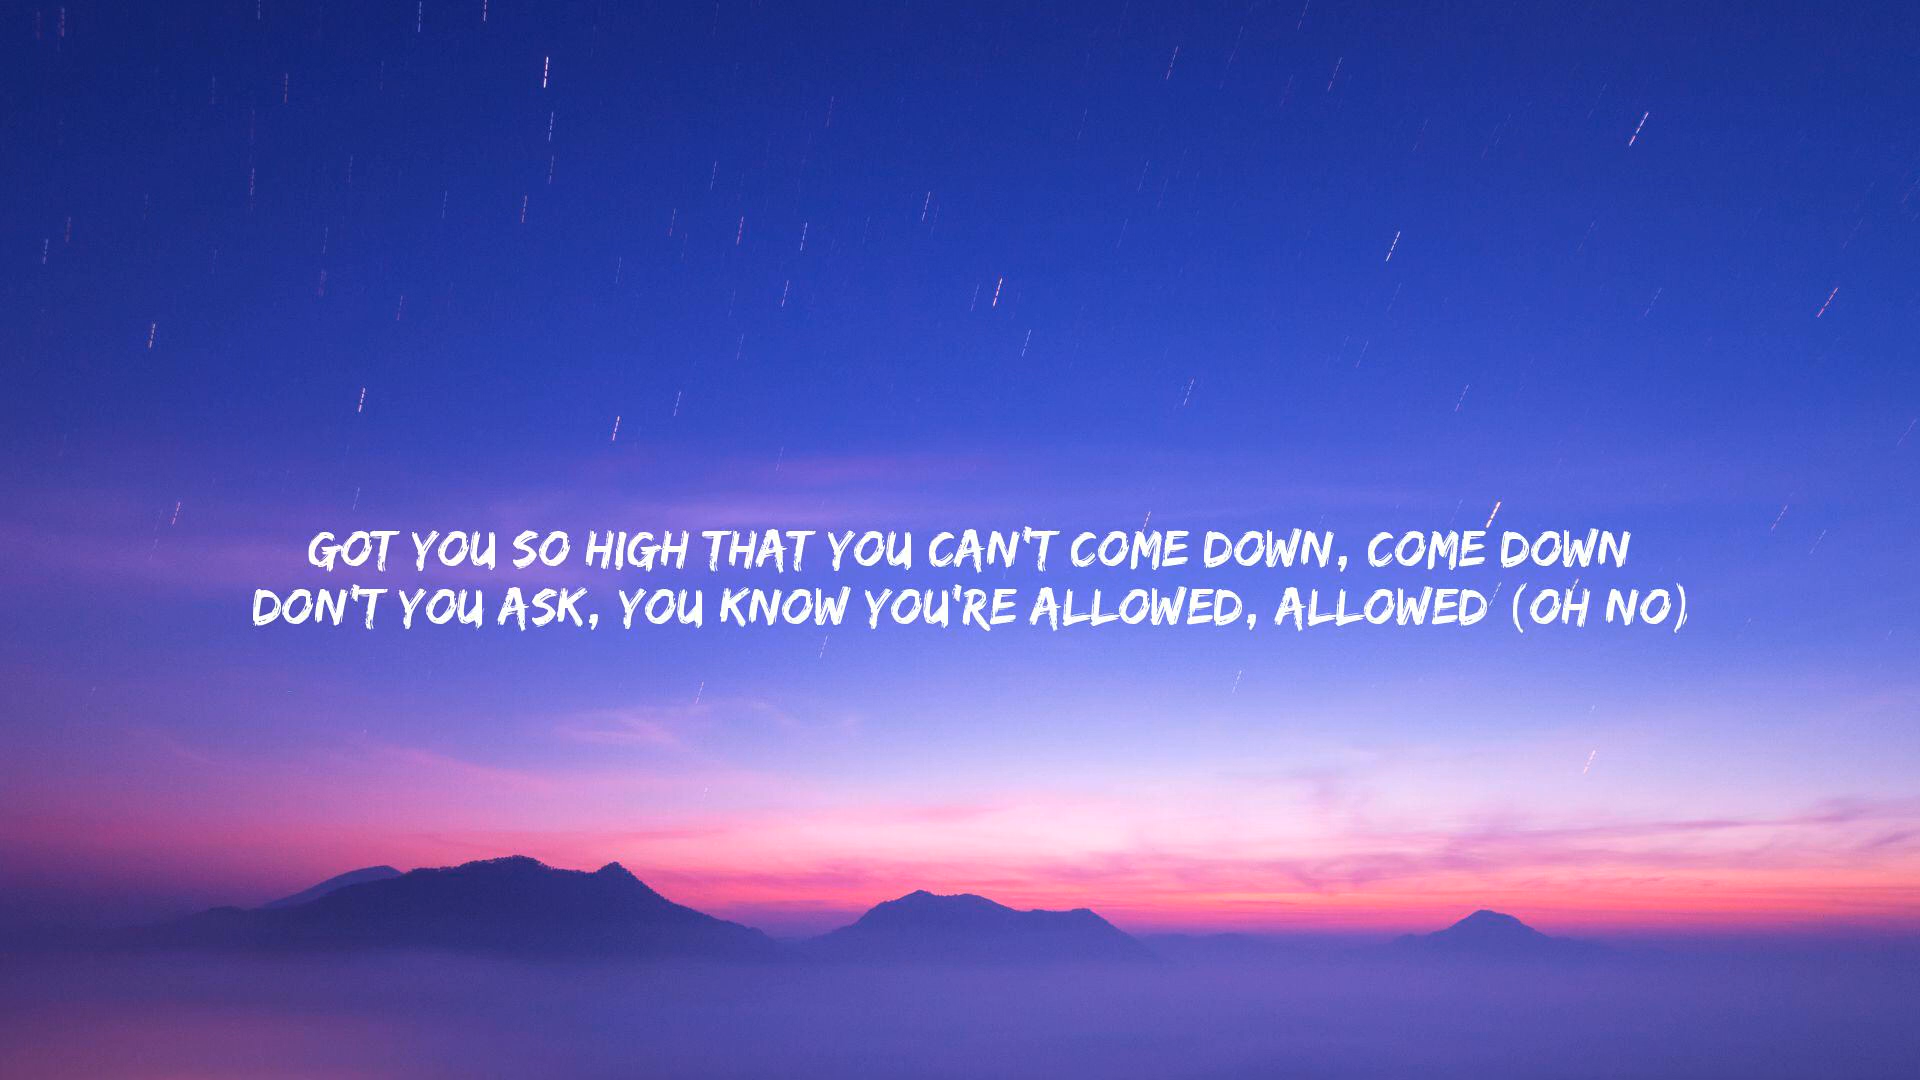 GOT YOU SO HIGH THAT YOU CAN'T COME DOWN, COME DOWN
DON'T YOU ASK, YOU KNOW YOU'RE ALLOWED, ALLOWED (OH NO)